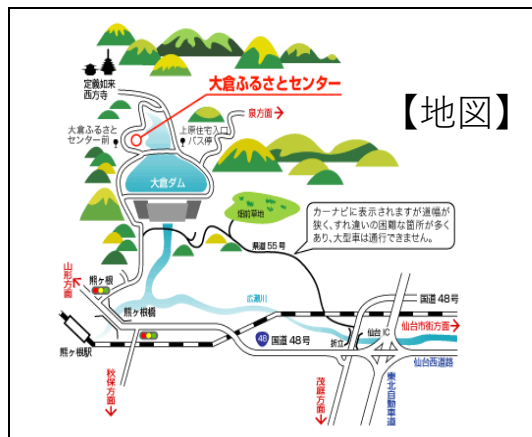 【地図】
定義如来
西方寺
大倉ふるさとセンター
泉方面
大倉ふるさと
センター前
上原住宅入口
バス停
大倉ダム
畑前草地
カーナビに表示されますが道幅が
狭く、すれ違いの困難な箇所が多く
あり、大型車は通行できません。
県道55号
山形方面
熊ヶ根
熊ヶ根橋
広瀬川
国道48号
仙台市街方面
仙台IC
折立
48 国道48号
仙台西道路
熊ヶ根駅
秋保方面
茂庭方面
東北自動車道